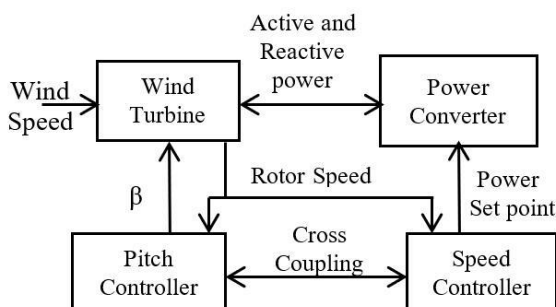 Active and
Reactive
power
Wind
Speed
Wind
Turbine
Power
Converter
β
Rotor Speed
Power
Set point
Pitch
Controller
Cross
Coupling
Speed
Controller